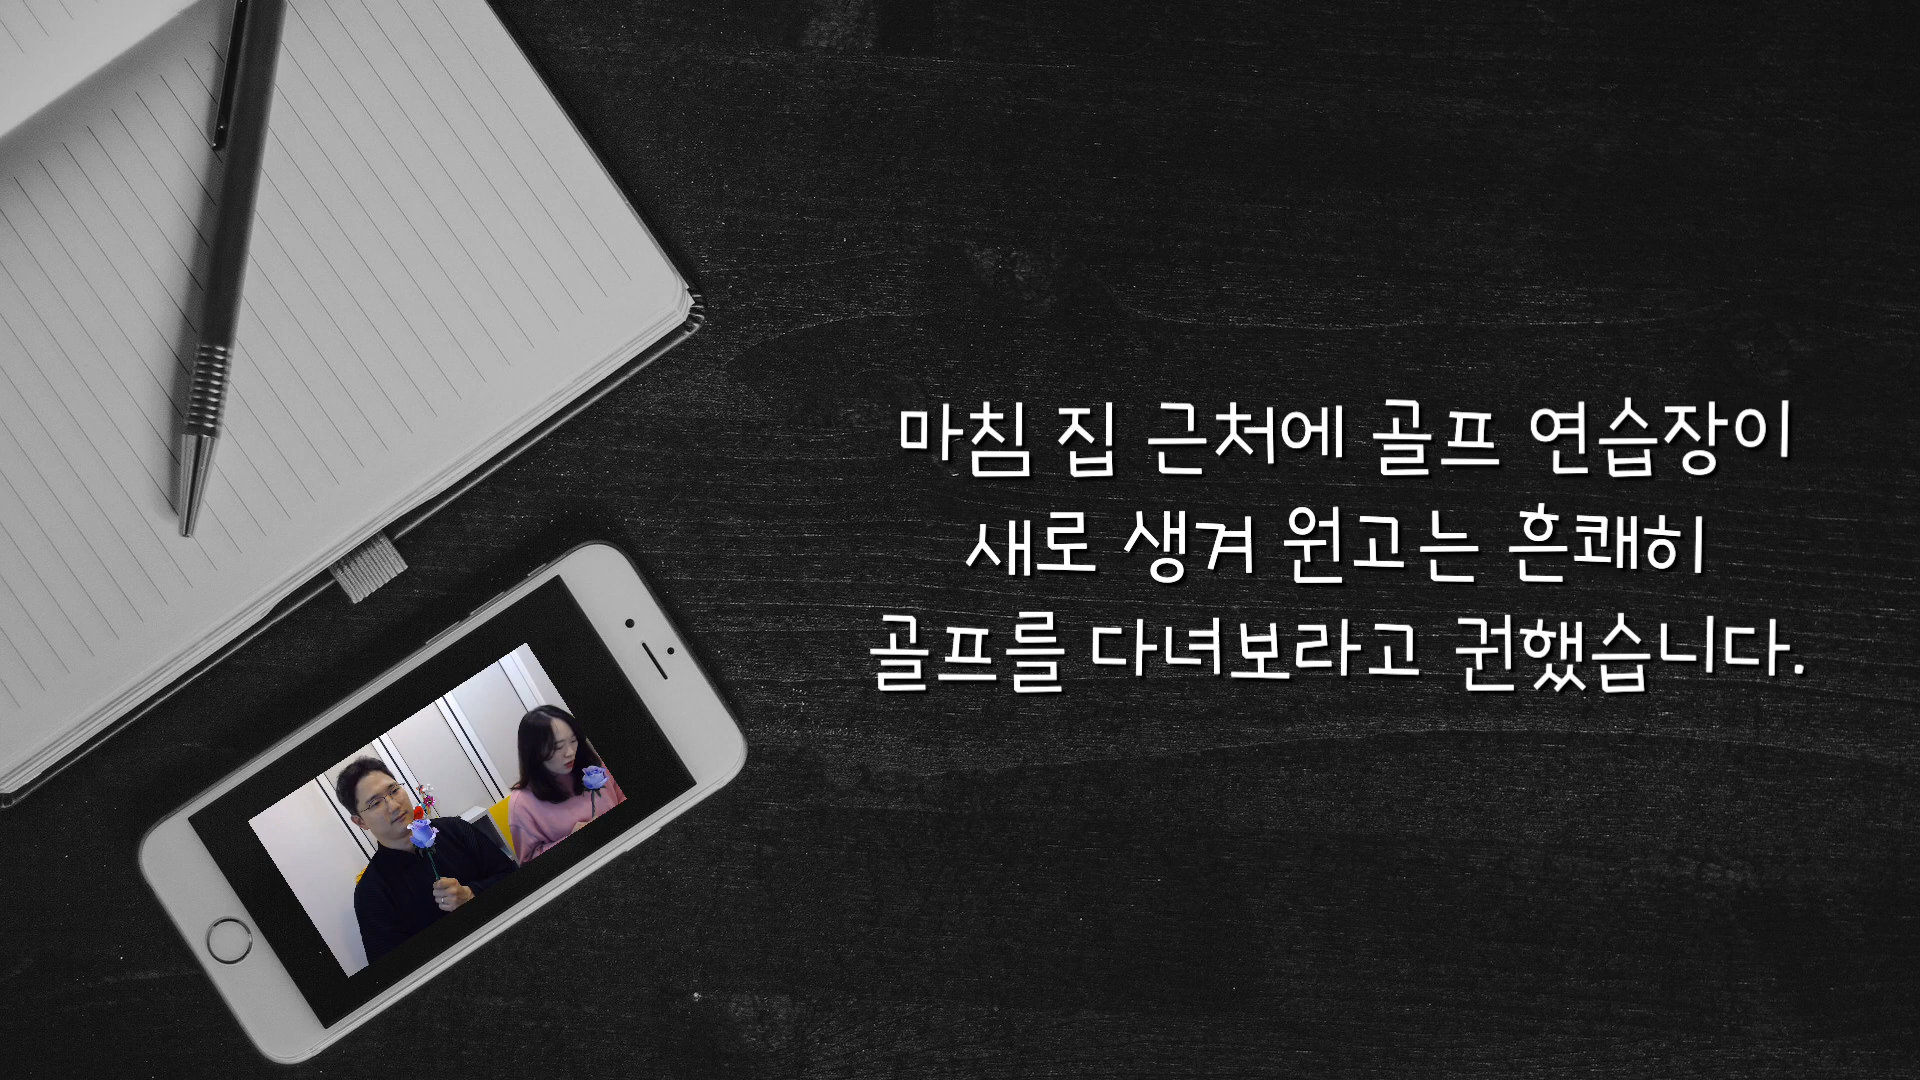 마침 집 근처에 골프 연습장이
새로 생겨 원고는 흔쾌히
골프를 다녀보라고 권했습니다.